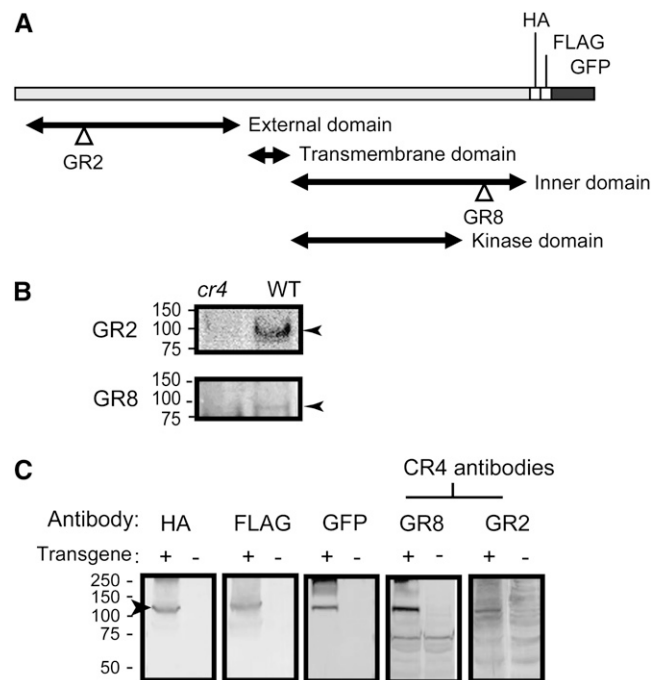 A
HA
FLAG
GFP
External domain
GR2
Transmembrane domain
Inner domain
GR8
Kinase domain
B
cr4 WT
GR2
150 -
100 -
75 -
GR8
150 -
100 -
75 -
C
CR4 antibodies
Antibody: HA FLAG GFP GR8 GR2
Transgene: + - + - + - + - + -
250 -
150 -
100 -
75 -
50 -